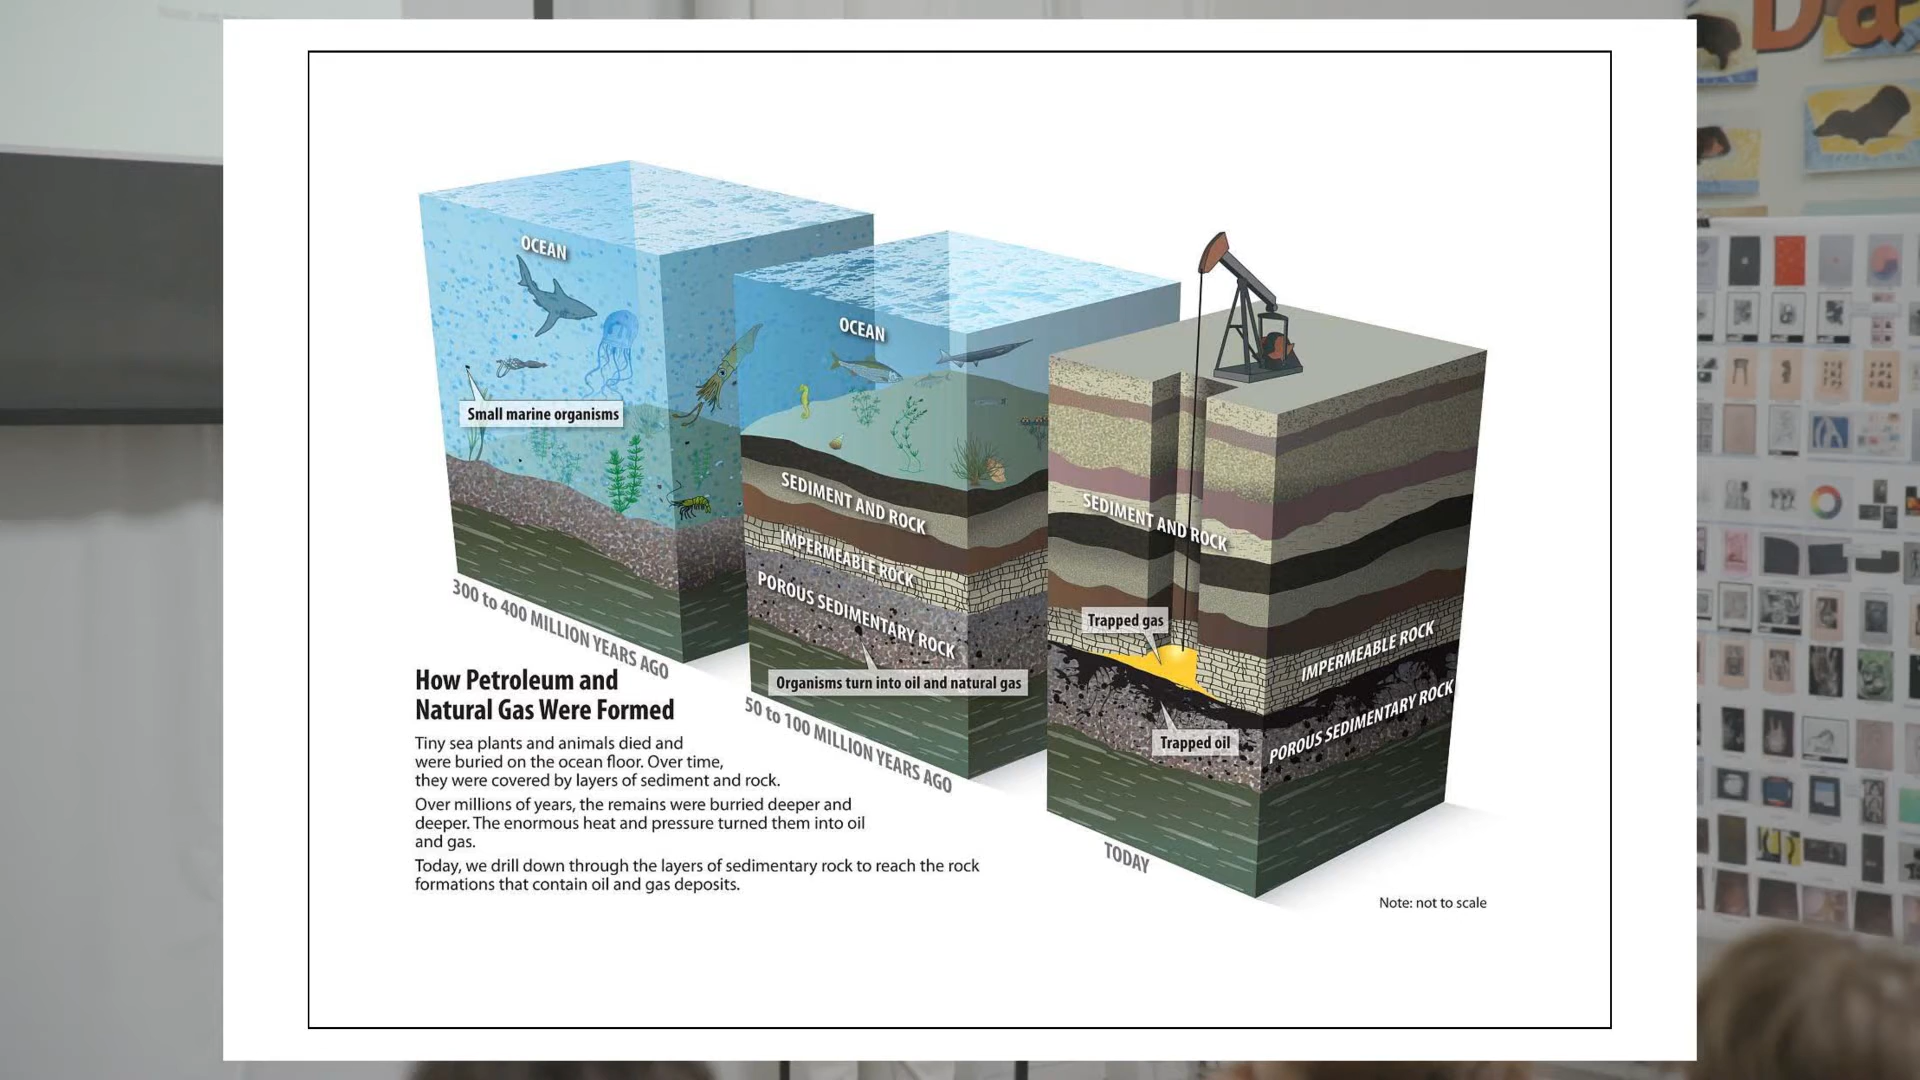 Da
OCEAN
Small marine organisms
300 to 400 MILLION YEARS AGO
OCEAN
SEDIMENT AND ROCK
IMPERMEABLE ROCK
POROUS SEDIMENTARY ROCK
Organisms turn into oil and natural gas
50 to 100 MILLION YEARS AGO
SEDIMENT AND ROCK
Trapped gas
IMPERMEABLE ROCK
POROUS SEDIMENTARY ROCK
Trapped oil
TODAY
How Petroleum and
Natural Gas Were Formed
Tiny sea plants and animals died and
were buried on the ocean floor. Over time,
they were covered by layers of sediment and rock.
Over millions of years, the remains were burried deeper and
deeper. The enormous heat and pressure turned them into oil
and gas.
Today, we drill down through the layers of sedimentary rock to reach the rock
formations that contain oil and gas deposits.
Note: not to scale